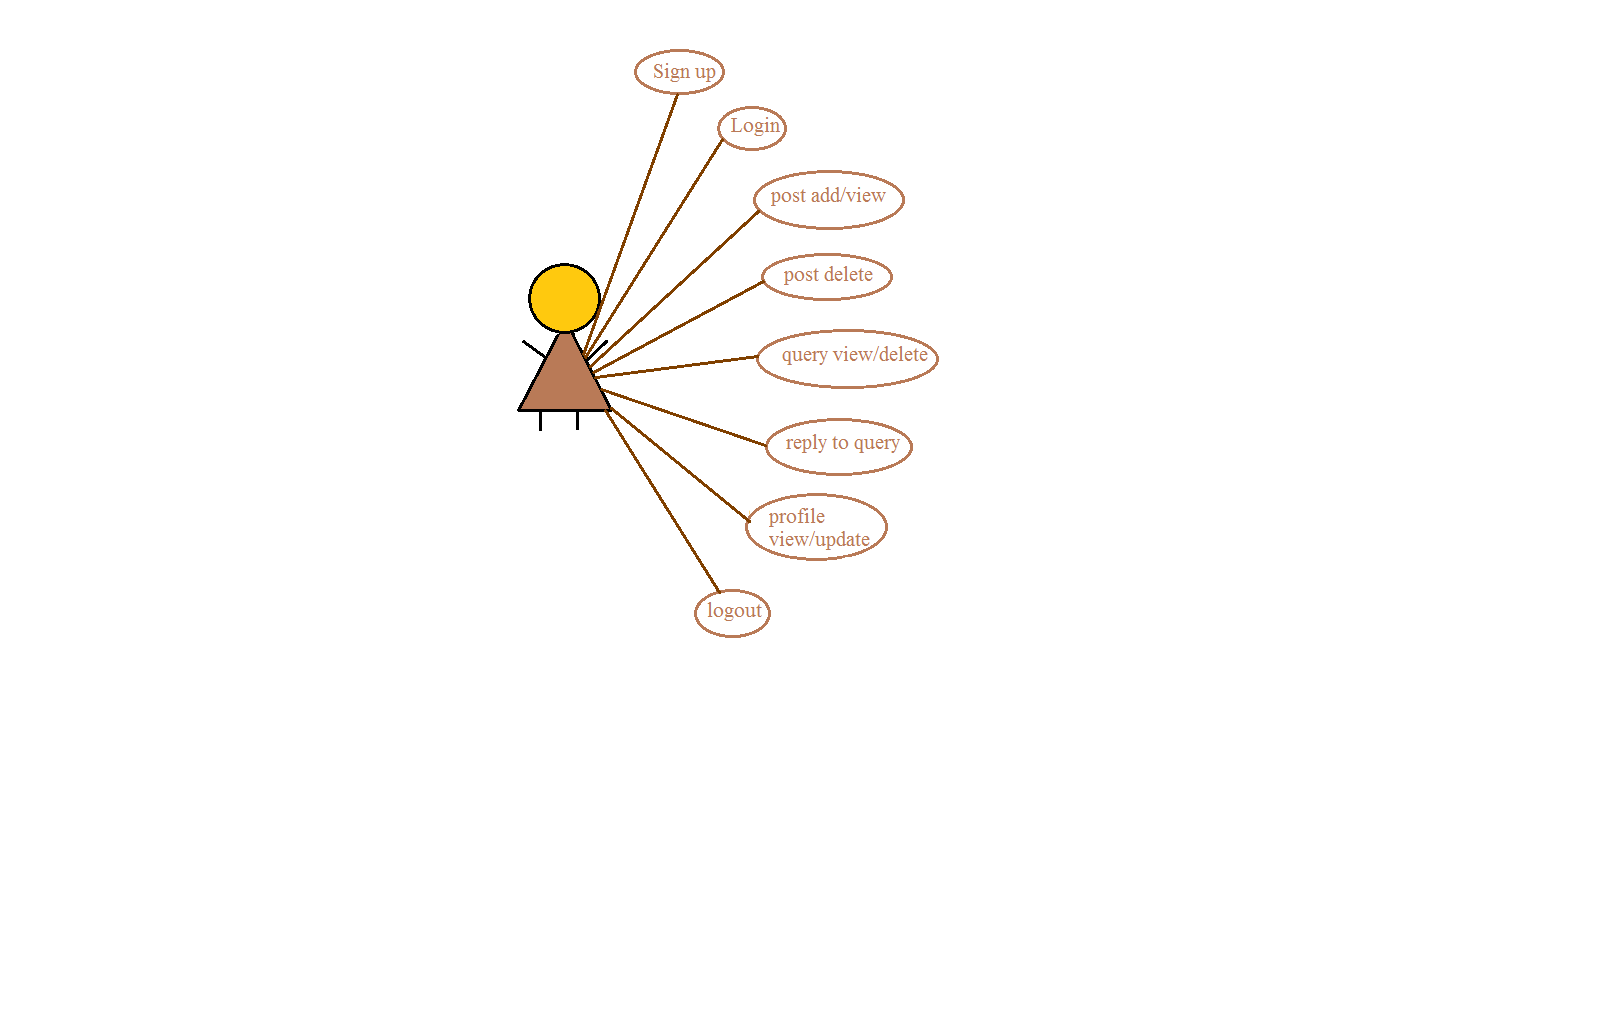 Sign up
Login
post add/view
post delete
query view/delete
reply to query
profile
view/update
logout